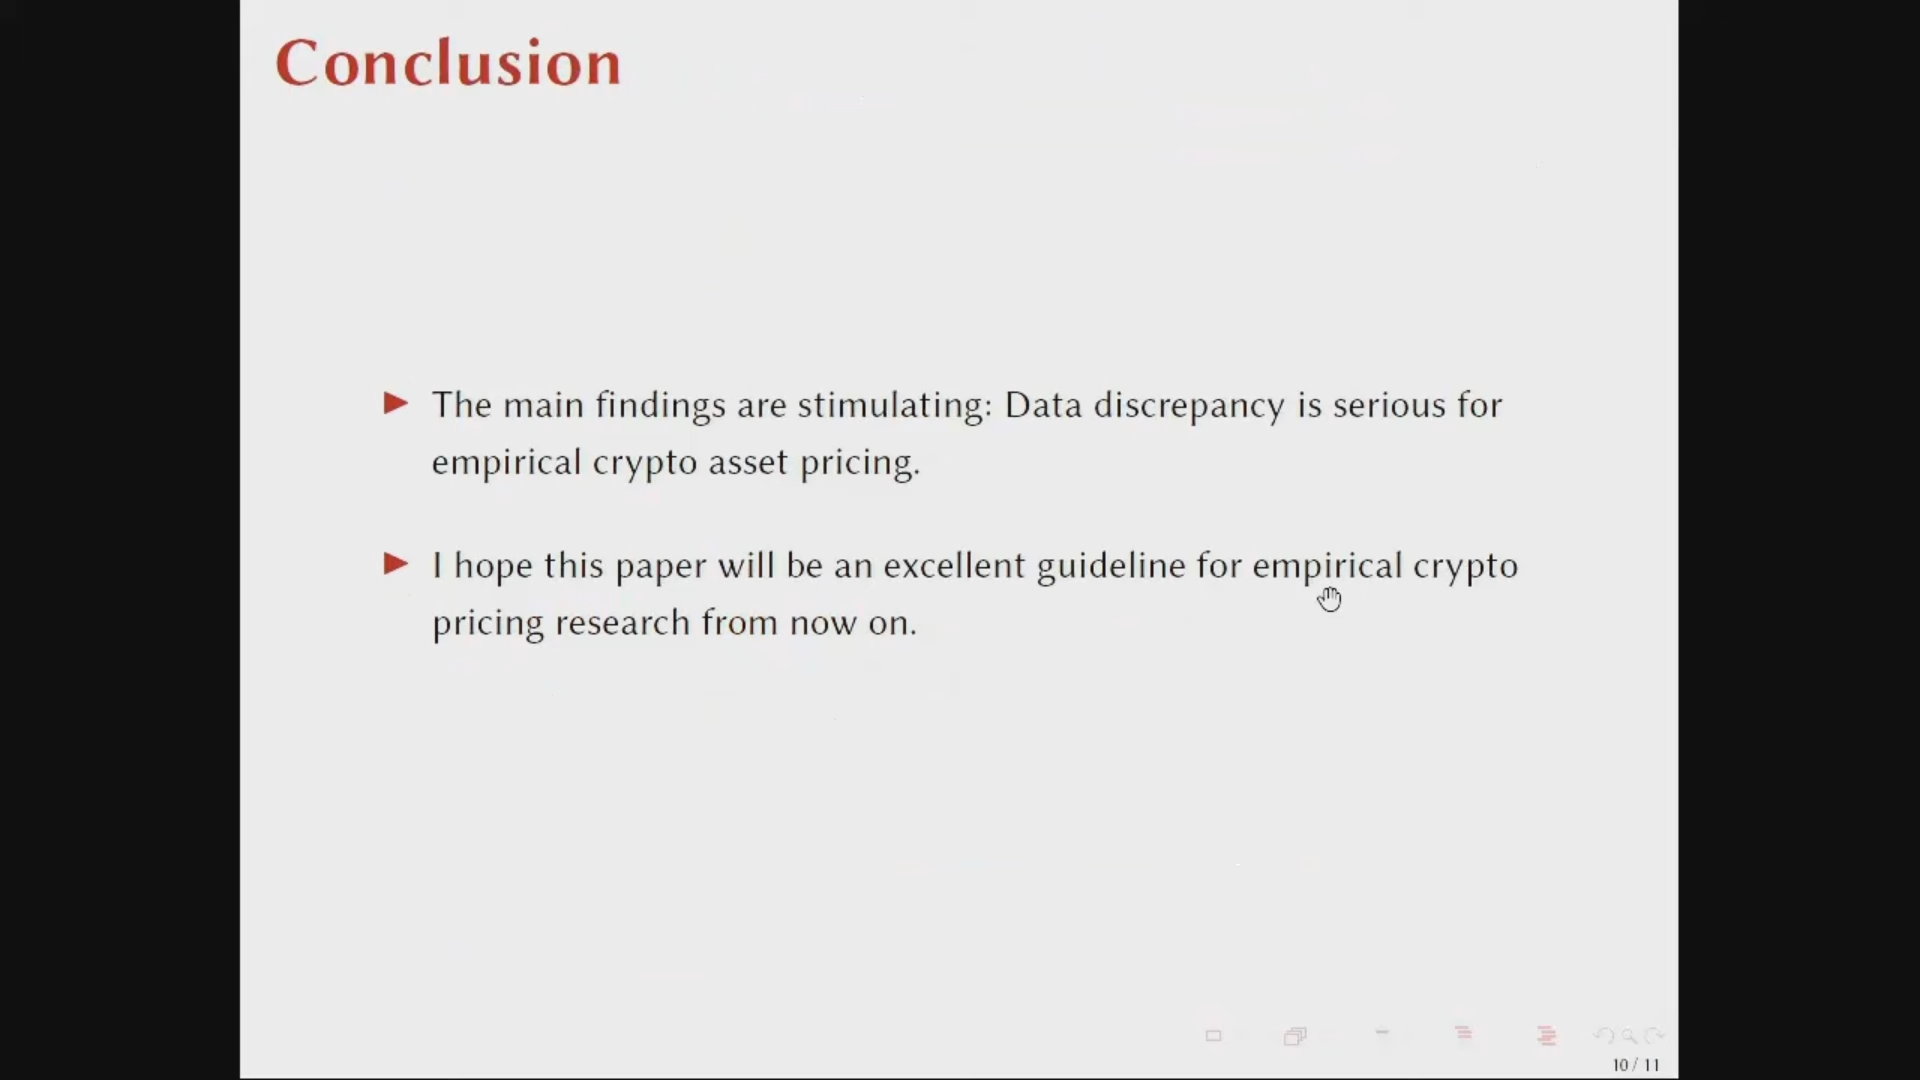 Conclusion
The main findings are stimulating: Data discrepancy is serious for
empirical crypto asset pricing.
I hope this paper will be an excellent guideline for empirical crypto
pricing research from now on.
10 / 11